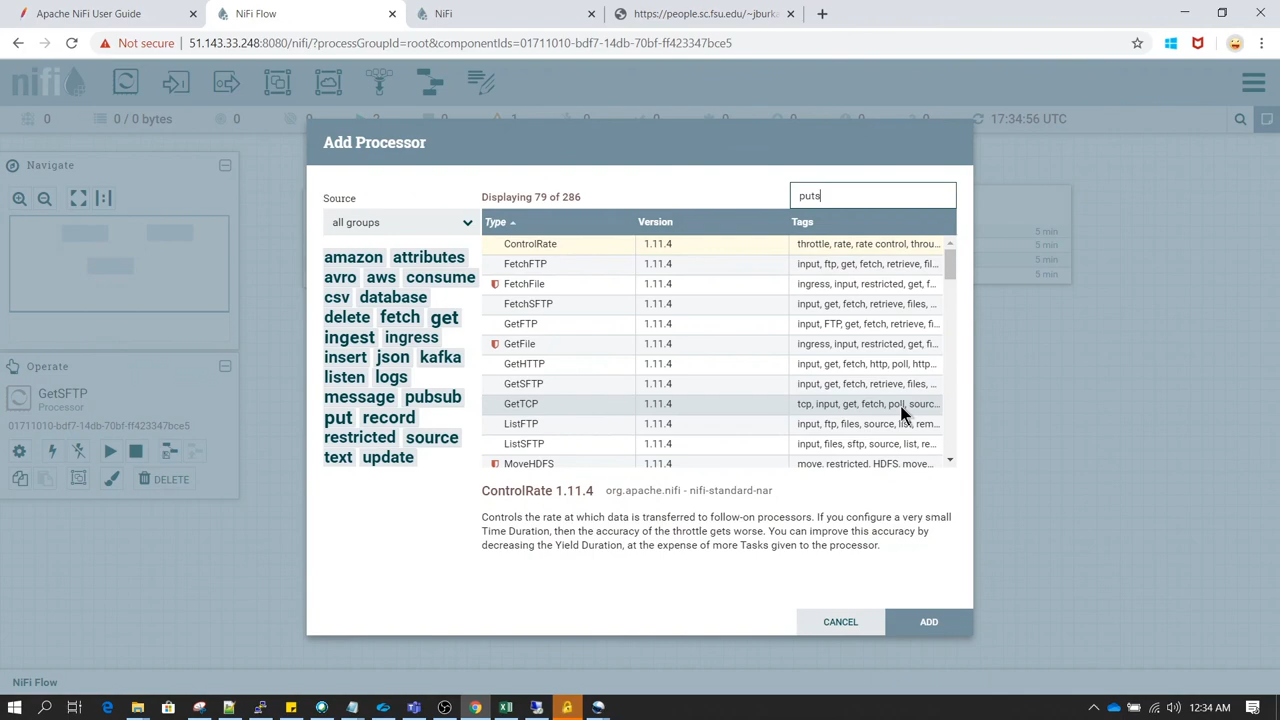 Apache NiFi User Guide
NiFi Flow
NiFi
https://people.sc.fsu.edu/~jburka
Not secure
51.143.33.248:8080/nifi/?processGroupId=root&componentIds=01711010-bdf7-14db-70bf-ff423347bce5
nifi
0
0 / 0 bytes
0
0
2
0
1
0
0
0
0
0
17:34:56 UTC
Navigate
Operate
GetSFTP
Processor
01711010-bdf7-14db-70bf-ff423347bce5
DELETE
5 min
5 min
5 min
Add Processor
Source
all groups
amazon attributes
avro aws consume
csv database
delete fetch get
ingest ingress
insert json kafka
listen logs
message pubsub
put record
restricted source
text update
Displaying 79 of 286
puts
Type Version Tags
ControlRate 1.11.4 throttle, rate, rate control, throu...
FetchFTP 1.11.4 input, ftp, get, fetch, retrieve, fil...
FetchFile 1.11.4 ingress, input, restricted, get, f...
FetchSFTP 1.11.4 input, get, fetch, retrieve, files, ...
GetFTP 1.11.4 input, FTP, get, fetch, retrieve, fi...
GetFile 1.11.4 ingress, input, restricted, get, fi...
GetHTTP 1.11.4 input, get, fetch, http, poll, http...
GetSFTP 1.11.4 input, get, fetch, retrieve, files, ...
GetTCP 1.11.4 tcp, input, get, fetch, poll, sourc...
ListFTP 1.11.4 input, ftp, files, source, list, rem...
ListSFTP 1.11.4 input, files, sftp, source, list, re...
MoveHDFS 1.11.4 move, restricted, HDFS, move...
ControlRate 1.11.4 org.apache.nifi - nifi-standard-nar
Controls the rate at which data is transferred to follow-on processors. If you configure a very small
Time Duration, then the accuracy of the throttle gets worse. You can improve this accuracy by
decreasing the Yield Duration, at the expense of more Tasks given to the processor.
CANCEL
ADD
NiFi Flow
12:34 AM